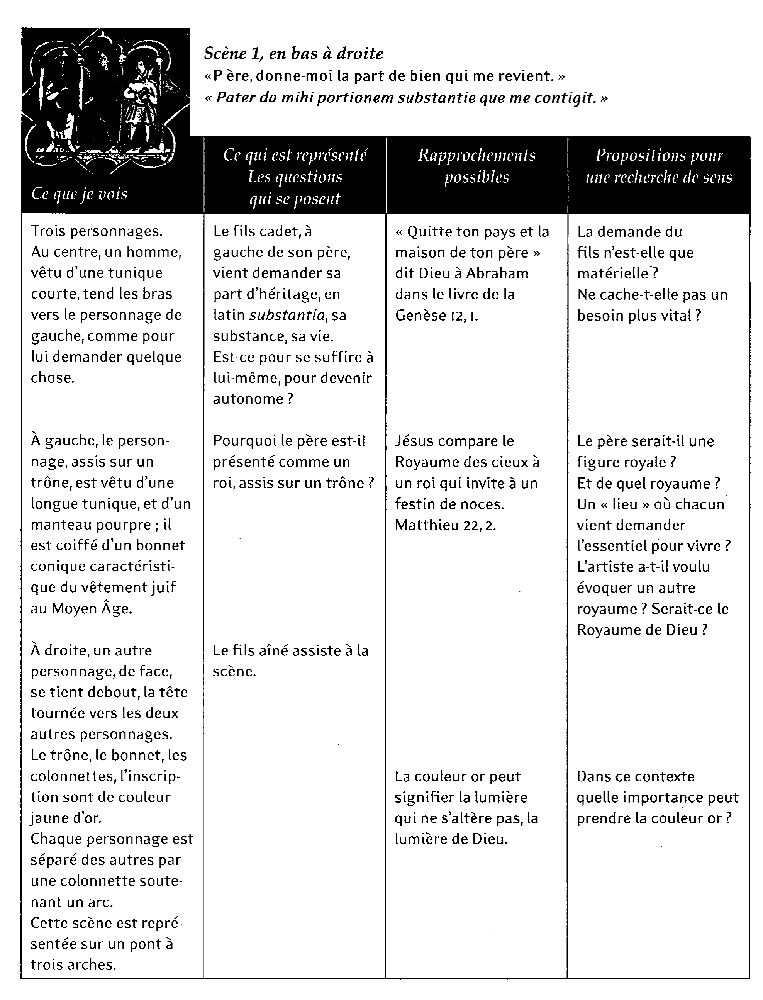 Scène 1, en bas à droite
«P ère, donne-moi la part de bien qui me revient. »
« Pater da mihi portionem substantie que me contigit. »
Ce que je vois
Ce qui est représenté
Les questions
qui se posent
Rapprochements
possibles
Propositions pour
une recherche de sens
Trois personnages.
Au centre, un homme,
vêtu d'une tunique
courte, tend les bras
vers le personnage de
gauche, comme pour
lui demander quelque
chose.
Le fils cadet, à
gauche de son père,
vient demander sa
part d'héritage, en
latin substantia, sa
substance, sa vie.
Est-ce pour se suffire à
lui-même, pour devenir
autonome ?
« Quitte ton pays et la
maison de ton père »
dit Dieu à Abraham
dans le livre de la
Genèse 12, 1.
La demande du
fils n'est-elle que
matérielle ?
Ne cache-t-elle pas un
besoin plus vital ?
À gauche, le person-
nage, assis sur un
trône, est vêtu d'une
longue tunique, et d'un
manteau pourpre ; il
est coiffé d'un bonnet
conique caractéristi-
que du vêtement juif
au Moyen Âge.
Pourquoi le père est-il
présenté comme un
roi, assis sur un trône ?
Jésus compare le
Royaume des cieux à
un roi qui invite à un
festin de noces.
Matthieu 22, 2.
Le père serait-il une
figure royale ?
Et de quel royaume ?
Un « lieu » où chacun
vient demander
l'essentiel pour vivre ?
L'artiste a-t-il voulu
évoquer un autre
royaume ? Serait-ce le
Royaume de Dieu ?
À droite, un autre
personnage, de face,
se tient debout, la tête
tournée vers les deux
autres personnages.
Le trône, le bonnet, les
colonnettes, l'inscrip-
tion sont de couleur
jaune d'or.
Chaque personnage est
séparé des autres par
une colonnette soute-
nant un arc.
Cette scène est repré-
sentée sur un pont à
trois arches.
Le fils aîné assiste à la
scène.
La couleur or peut
signifier la lumière
qui ne s'altère pas, la
lumière de Dieu.
Dans ce contexte
quelle importance peut
prendre la couleur or ?